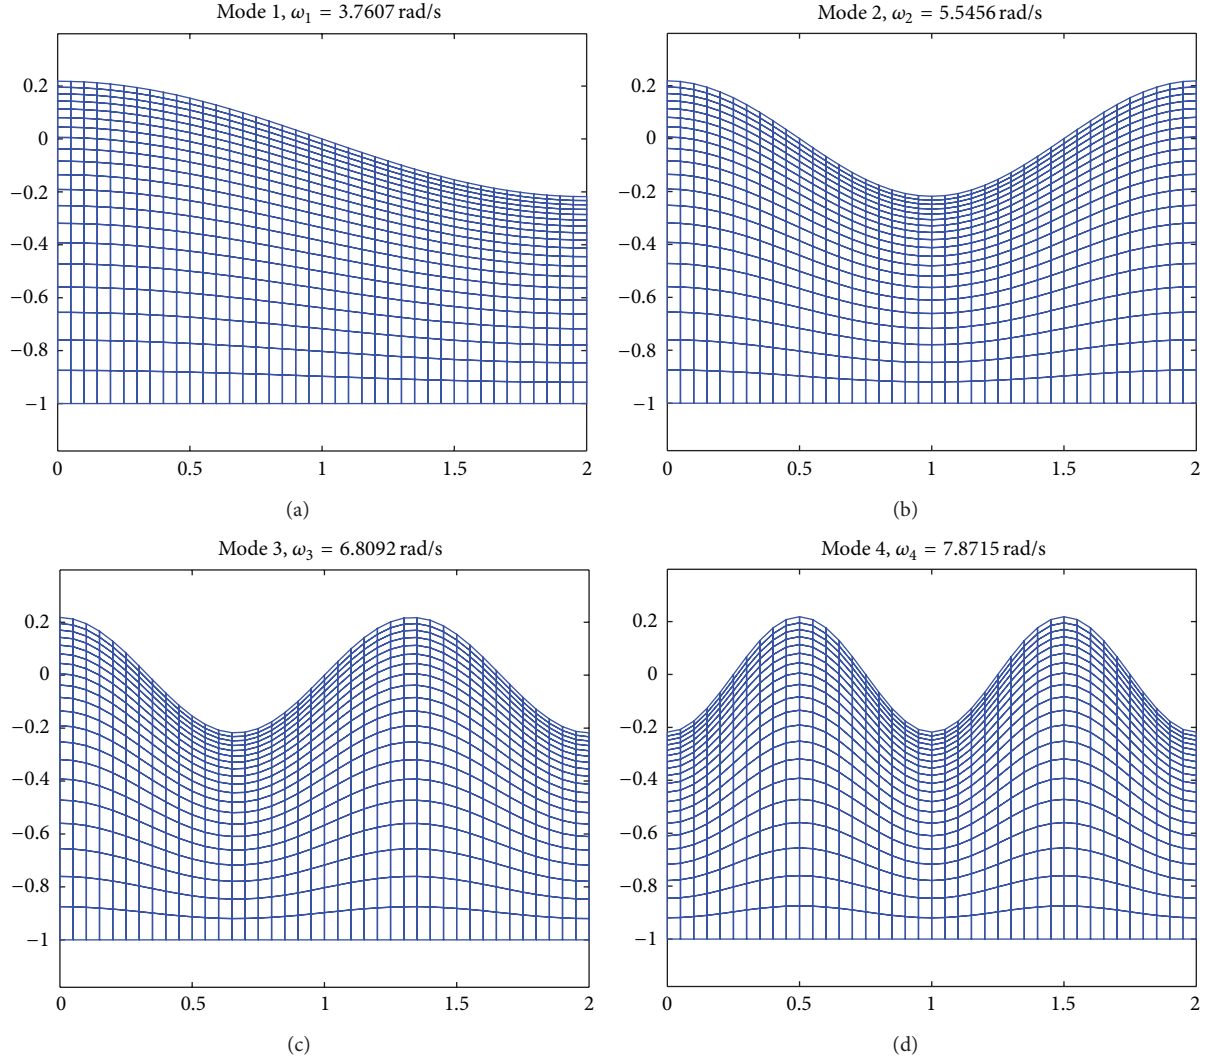 Mode 1, ω₁ = 3.7607 rad/s
0.2
0
−0.2
−0.4
−0.6
−0.8
−1
0 0.5 1 1.5 2
(a)
Mode 2, ω₂ = 5.5456 rad/s
0.2
0
−0.2
−0.4
−0.6
−0.8
−1
0 0.5 1 1.5 2
(b)
Mode 3, ω₃ = 6.8092 rad/s
0.2
0
−0.2
−0.4
−0.6
−0.8
−1
0 0.5 1 1.5 2
(c)
Mode 4, ω₄ = 7.8715 rad/s
0.2
0
−0.2
−0.4
−0.6
−0.8
−1
0 0.5 1 1.5 2
(d)